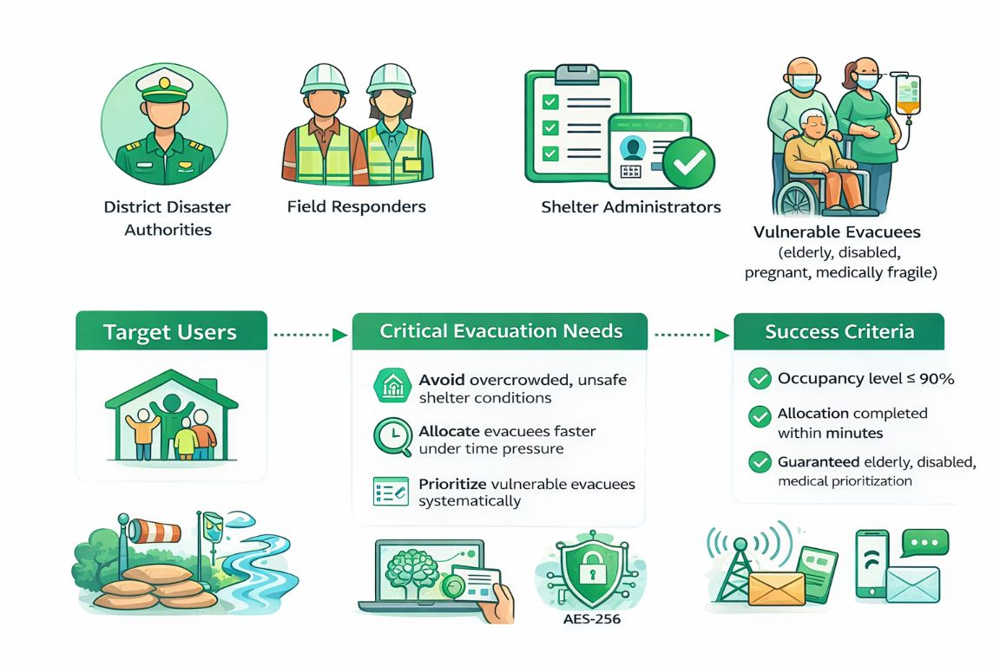 District Disaster
Authorities
Field Responders
Shelter Administrators
Vulnerable Evacuees
(elderly, disabled,
pregnant, medically fragile)
Target Users
Critical Evacuation Needs
Avoid overcrowded, unsafe
shelter conditions
Allocate evacuees faster
under time pressure
Prioritize vulnerable evacuees
systematically
Success Criteria
Occupancy level ≤ 90%
Allocation completed
within minutes
Guaranteed elderly, disabled,
medical prioritization
AES-256